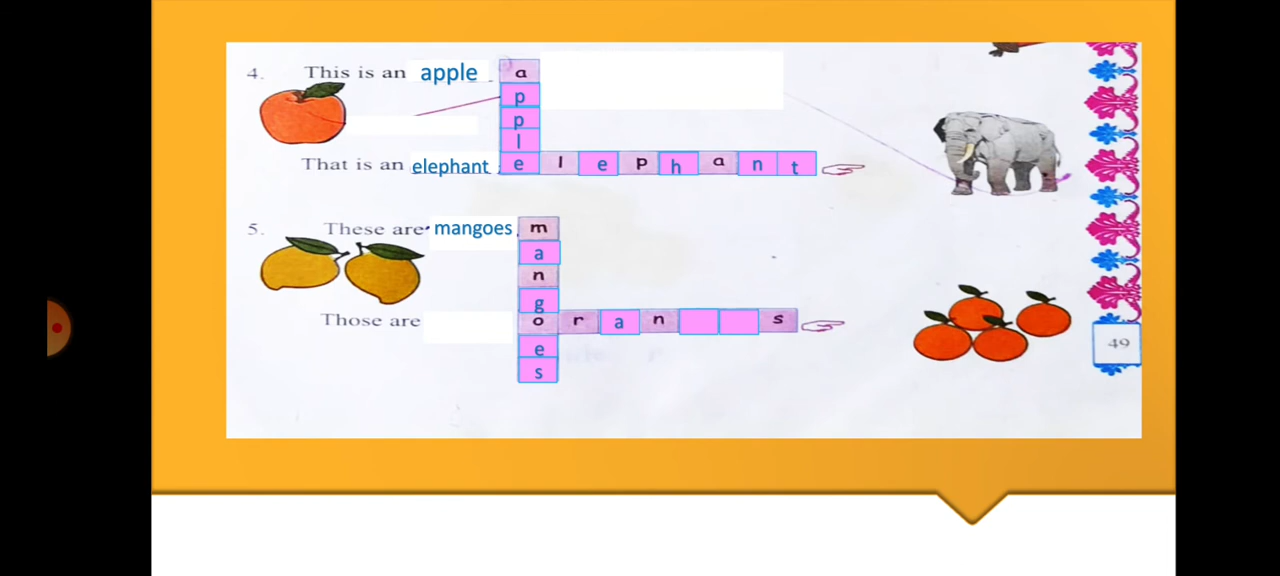 4. This is an apple a
p
p
l
That is an elephant . e l e p h a n t
5. These are mangoes . m
a
n
g
Those are o r a n s
e
s
49